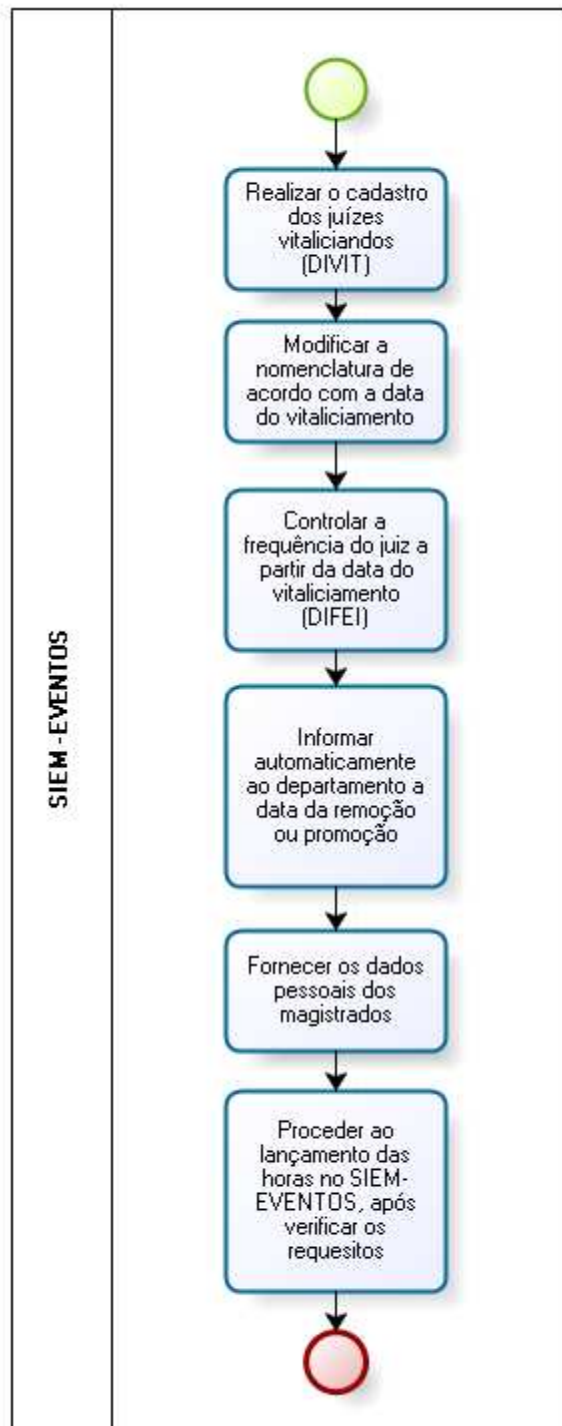 SIEM -EVENTOS
Realizar o cadastro
dos juízes
vitaliciandos
(DIVIT)
Modificar a
nomenclatura de
acordo com a data
do vitaliciamento
Controlar a
frequência do juiz a
partir da data do
vitaliciamento
(DIFEI)
Informar
automaticamente
ao departamento a
data da remoção
ou promoção
Fornecer os dados
pessoais dos
magistrados
Proceder ao
lançamento das
horas no SIEM-
EVENTOS, após
verificar os
requesitos